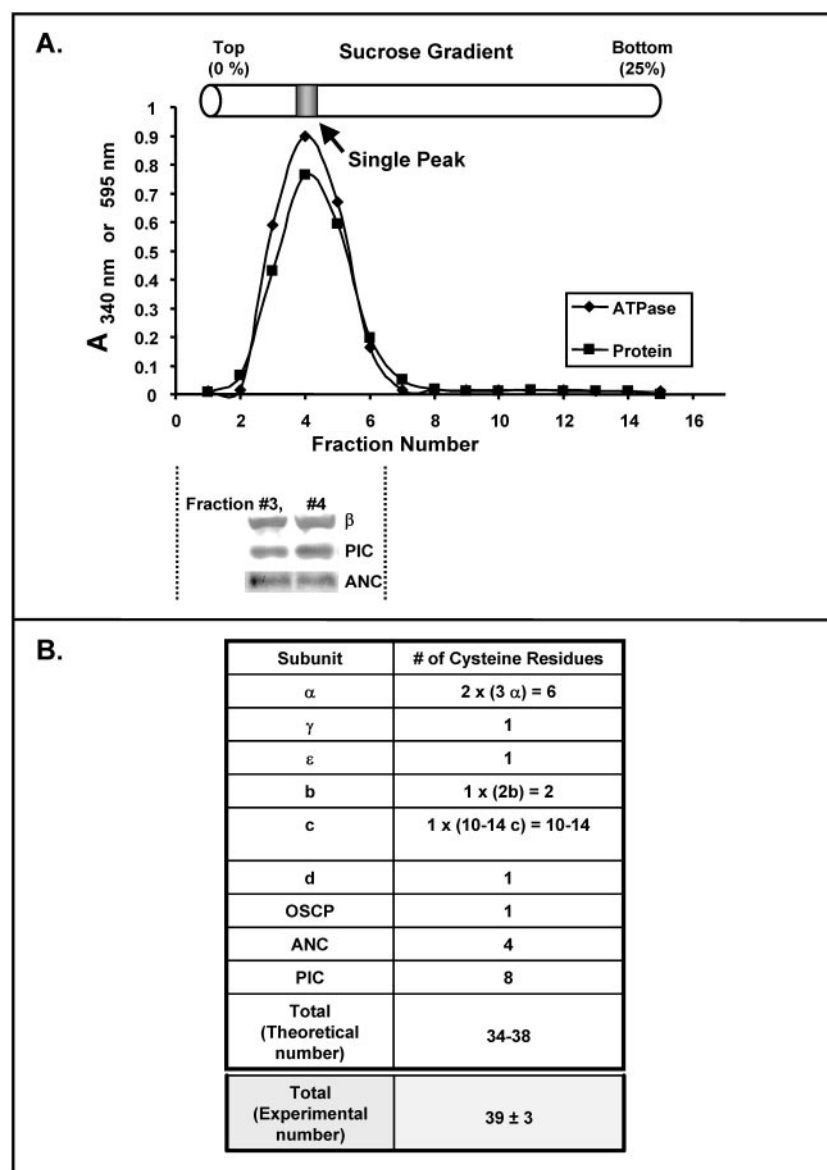 A.
Top
(0 %)
Sucrose Gradient
Bottom
(25%)
Single Peak
A 340 nm or 595 nm
1
0.9
0.8
0.7
0.6
0.5
0.4
0.3
0.2
0.1
0
ATPase
Protein
0 2 4 6 8 10 12 14 16
Fraction Number
Fraction #3, #4
β
PIC
ANC
B.
Subunit # of Cysteine Residues
α 2 x (3 α) = 6
γ 1
ε 1
b 1 x (2b) = 2
c 1 x (10-14 c) = 10-14
d 1
OSCP 1
ANC 4
PIC 8
Total
(Theoretical
number)
34-38
Total
(Experimental
number)
39 ± 3